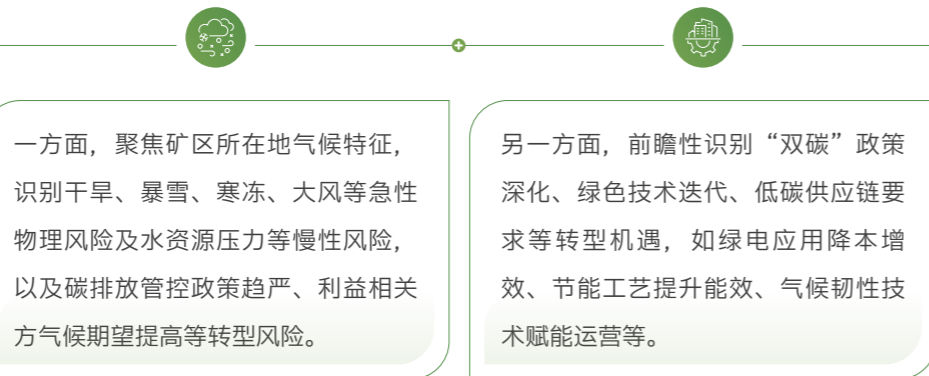 一方面，聚焦矿区所在地气候特征，
识别干旱、暴雪、寒冻、大风等急性
物理风险及水资源压力等慢性风险，
以及碳排放管控政策趋严、利益相关
方气候期望提高等转型风险。
另一方面，前瞻性识别“双碳”政策
深化、绿色技术迭代、低碳供应链要
求等转型机遇，如绿电应用降本增
效、节能工艺提升能效、气候韧性技
术赋能运营等。